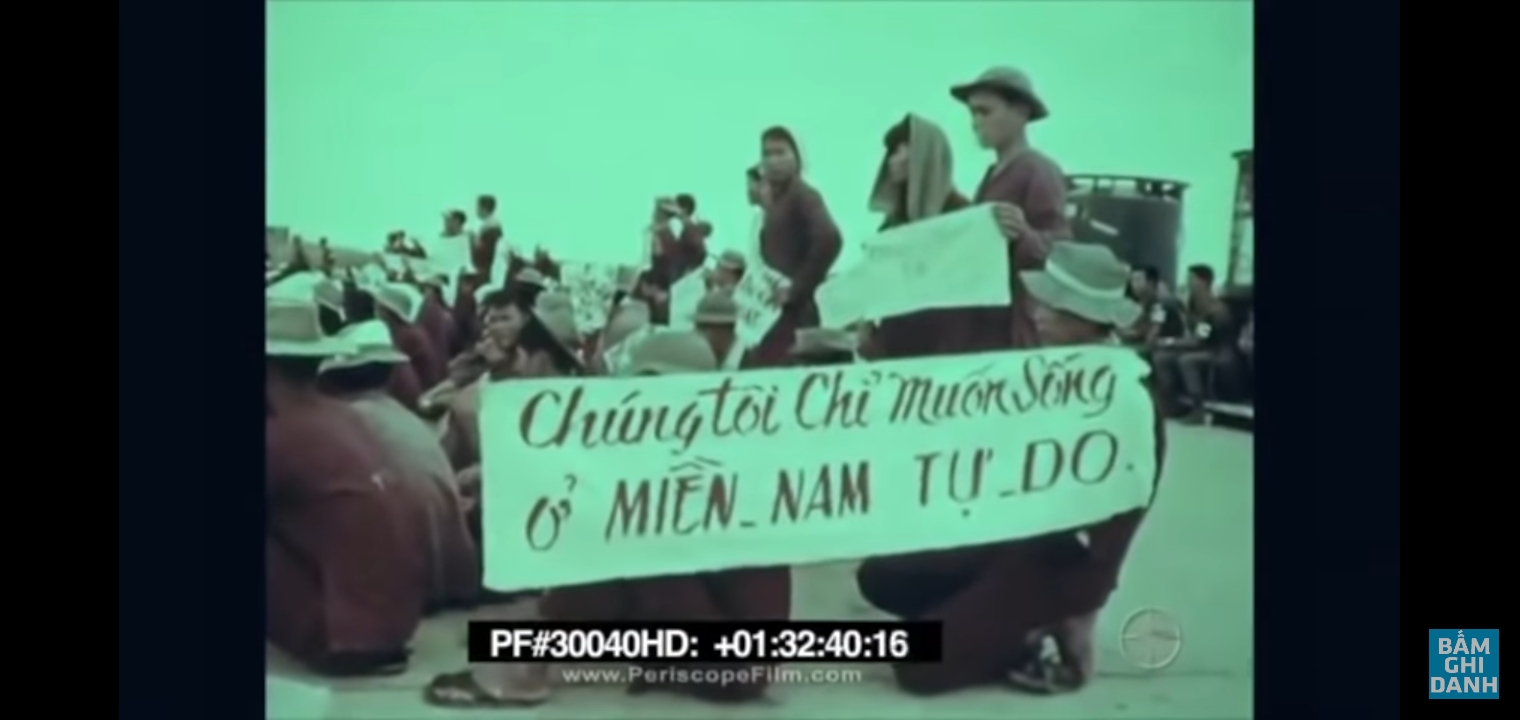 Chúng tôi Chỉ Muốn Sống
Ở MIỀN_NAM TỰ_DO.
PF#30040HD: +01:32:40:16
www.PeriscopeFilm.com
BẤM
GHI
DANH